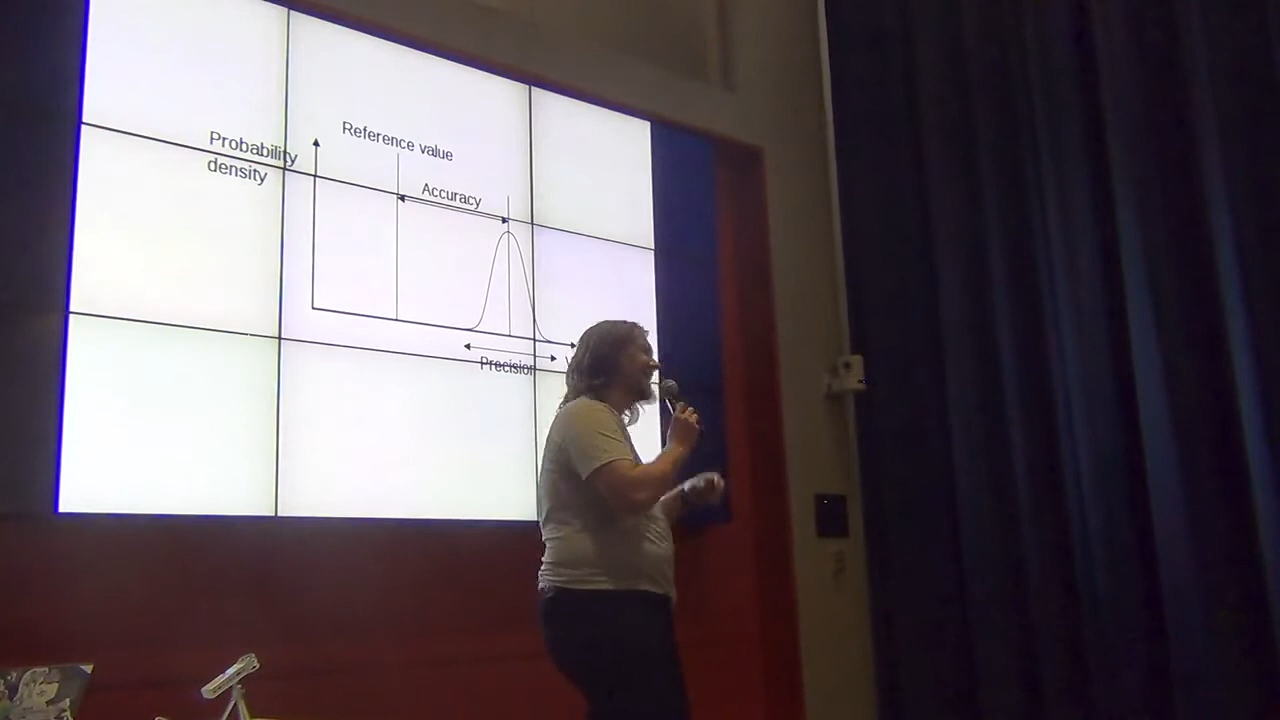 Reference value
Probability
density
Accuracy
Precision